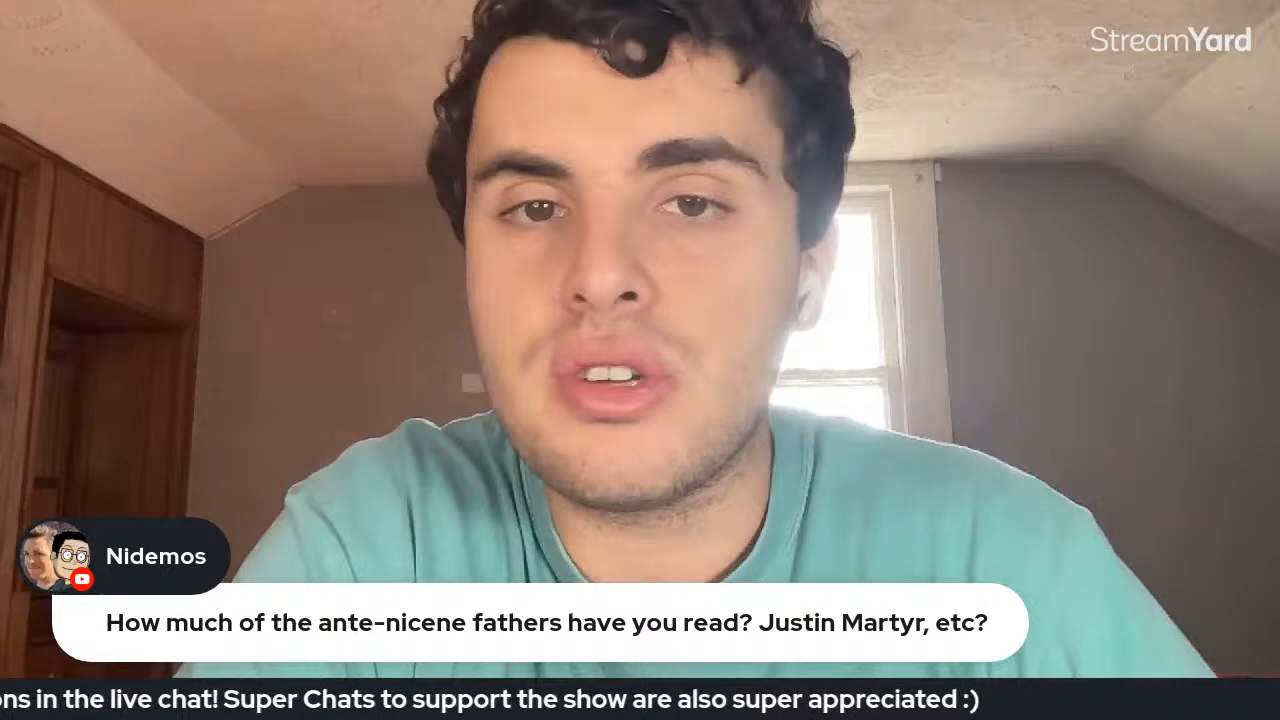 StreamYard
Nidemos
How much of the ante-nicene fathers have you read? Justin Martyr, etc?
in the live chat! Super Chats to support the show are also super appreciated :)